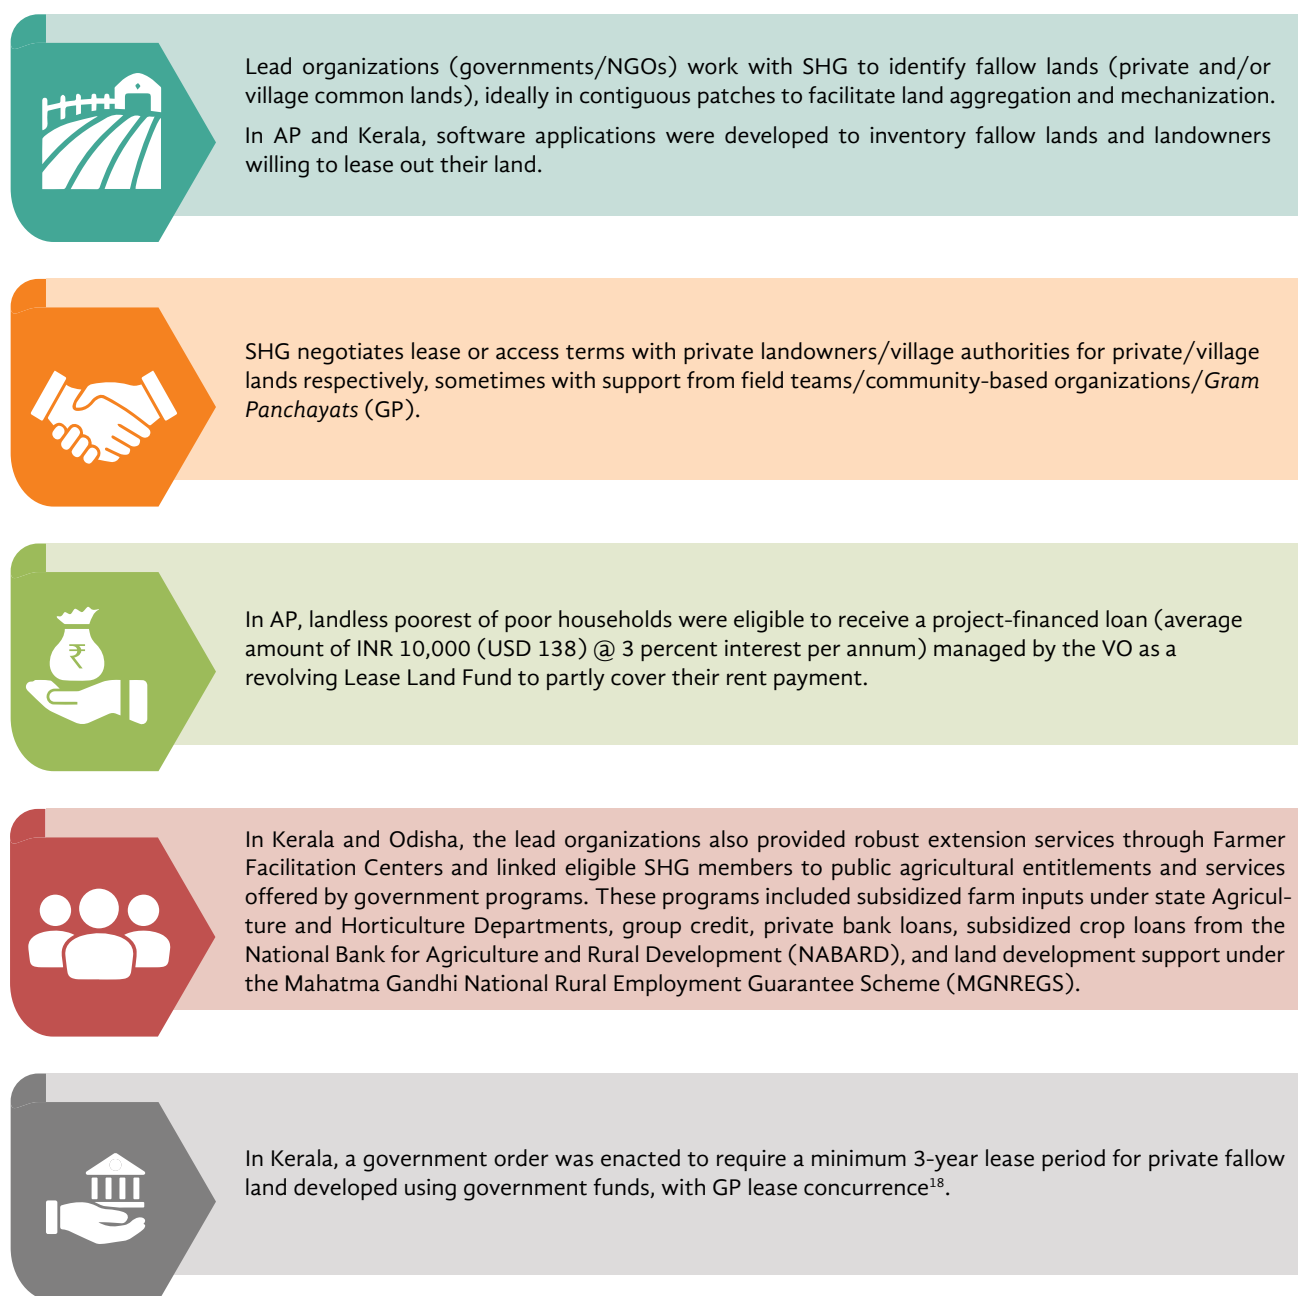 Lead organizations (governments/NGOs) work with SHG to identify fallow lands (private and/or
village common lands), ideally in contiguous patches to facilitate land aggregation and mechanization.
In AP and Kerala, software applications were developed to inventory fallow lands and landowners
willing to lease out their land.
SHG negotiates lease or access terms with private landowners/village authorities for private/village
lands respectively, sometimes with support from field teams/community-based organizations/Gram
Panchayats (GP).
₹
In AP, landless poorest of poor households were eligible to receive a project-financed loan (average
amount of INR 10,000 (USD 138) @ 3 percent interest per annum) managed by the VO as a
revolving Lease Land Fund to partly cover their rent payment.
In Kerala and Odisha, the lead organizations also provided robust extension services through Farmer
Facilitation Centers and linked eligible SHG members to public agricultural entitlements and services
offered by government programs. These programs included subsidized farm inputs under state Agricul-
ture and Horticulture Departments, group credit, private bank loans, subsidized crop loans from the
National Bank for Agriculture and Rural Development (NABARD), and land development support under
the Mahatma Gandhi National Rural Employment Guarantee Scheme (MGNREGS).
In Kerala, a government order was enacted to require a minimum 3-year lease period for private fallow
land developed using government funds, with GP lease concurrence18.